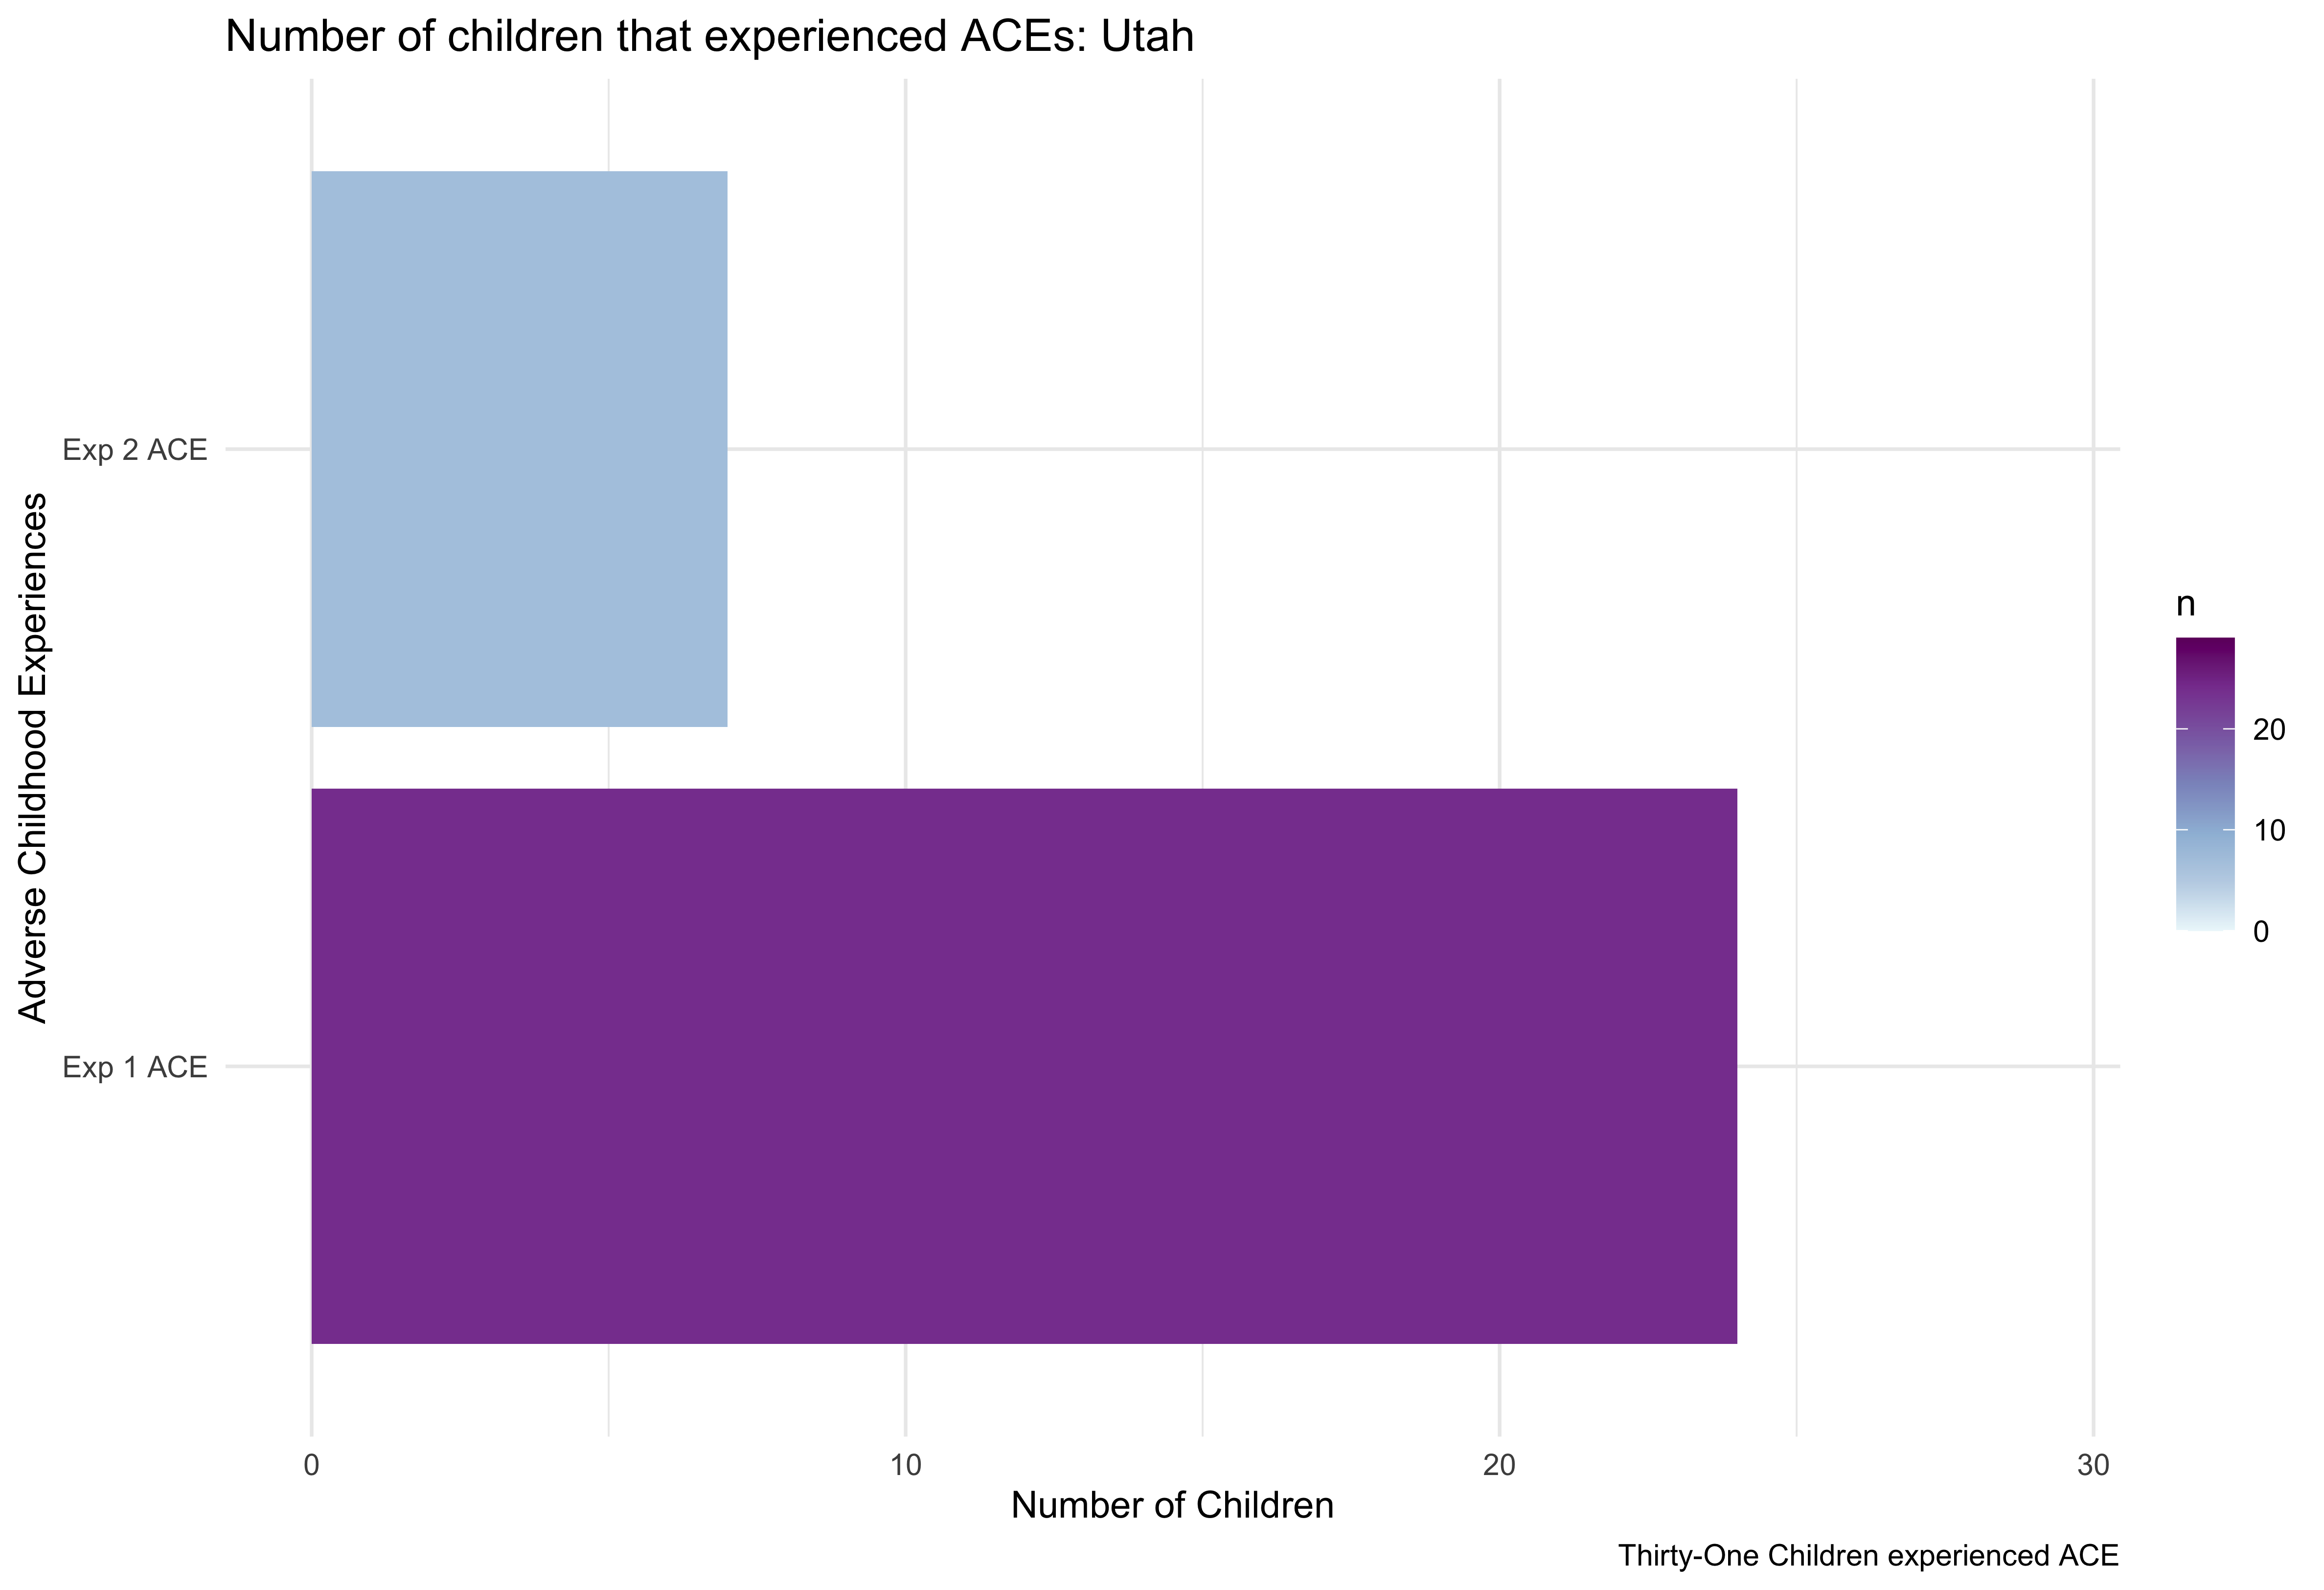 Number of children that experienced ACEs: Utah
Adverse Childhood Experiences
Exp 2 ACE
Exp 1 ACE
0
10
20
30
Number of Children
n
20
10
0
Thirty-One Children experienced ACE